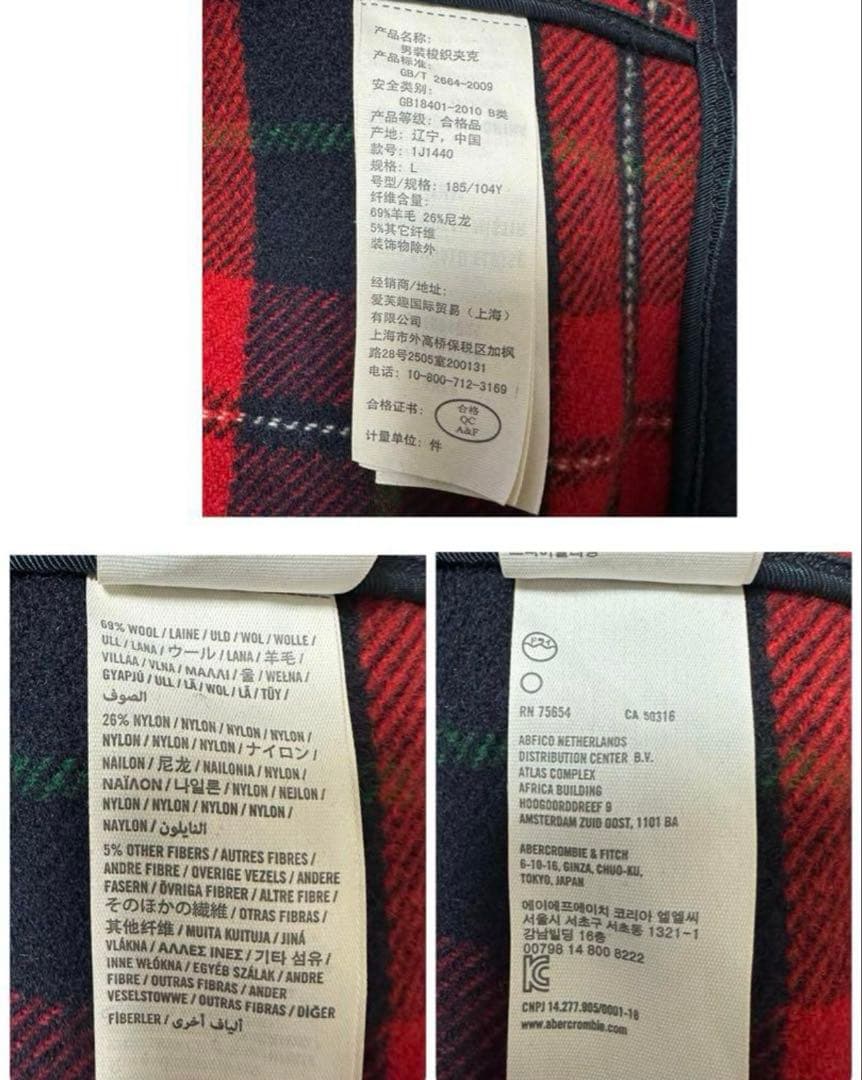 产品名称：
男装梭织夹克
产品标准：
GB/T 2664-2009
安全类别：
GB18401-2010 B类
产品等级：合格品
产地：辽宁，中国
款号：1J1440
规格：L
号型/规格：185/104Y
纤维含量：
69%羊毛 26%尼龙
5%其它纤维
装饰物除外
经销商/地址：
爱芙趣国际贸易（上海）
有限公司
上海市外高桥保税区加枫
路28号2505室200131
电话：10-800-712-3169
合格证书：
合格
QC
A&F
计量单位：件
69% WOOL / LAINE / ULD / WOL / WOLLE /
ULL / LANA / ウール / LANA / 羊毛 /
VILLAA / VLNA / ΜΑΛΛΙ / 울 / WEŁNA /
GYAPJÚ / ULL / LÃ / WOL / LÃ / TÜY /
الصوف
26% NYLON / NYLON / NYLON / NYLON /
NYLON / NYLON / NYLON / ナイロン /
NAILON / 尼龙 / NAILONIA / NYLON /
ΝΑΪΛΟΝ / 나일론 / NYLON / NEJLON /
NYLON / NYLON / NYLON / NYLON /
NAYLON / النايلون
5% OTHER FIBERS / AUTRES FIBRES /
ANDRE FIBRE / OVERIGE VEZELS / ANDERE
FASERN / ÖVRIGA FIBRER / ALTRE FIBRE /
そのほかの繊維 / OTRAS FIBRAS /
其他纤维 / MUITA KUITUJA / JINÁ
VLÁKNA / ΑΛΛΕΣ ΙΝΕΣ / 기타 섬유 /
INNE WŁÓKNA / EGYÉB SZÁLAK / ANDRE
FIBRE / OUTRAS FIBRAS / ANDER
VESELSTOWWE / OUTRAS FIBRAS / DİĞER
FİBERLER / ألياف أخرى
ドライ
RN 75654 CA 50316
ABFICO NETHERLANDS
DISTRIBUTION CENTER B.V.
ATLAS COMPLEX
AFRICA BUILDING
HOOGOORDDREEF 9
AMSTERDAM ZUID OOST, 1101 BA
ABERCROMBIE & FITCH
6-10-16, GINZA, CHUO-KU,
TOKYO, JAPAN
에이에프에이치 코리아 엘엘씨
서울시 서초구 서초동 1321-1
강남빌딩 16층
00798 14 800 8222
KC
CNPJ 14.277.905/0001-18
www.abercrombie.com